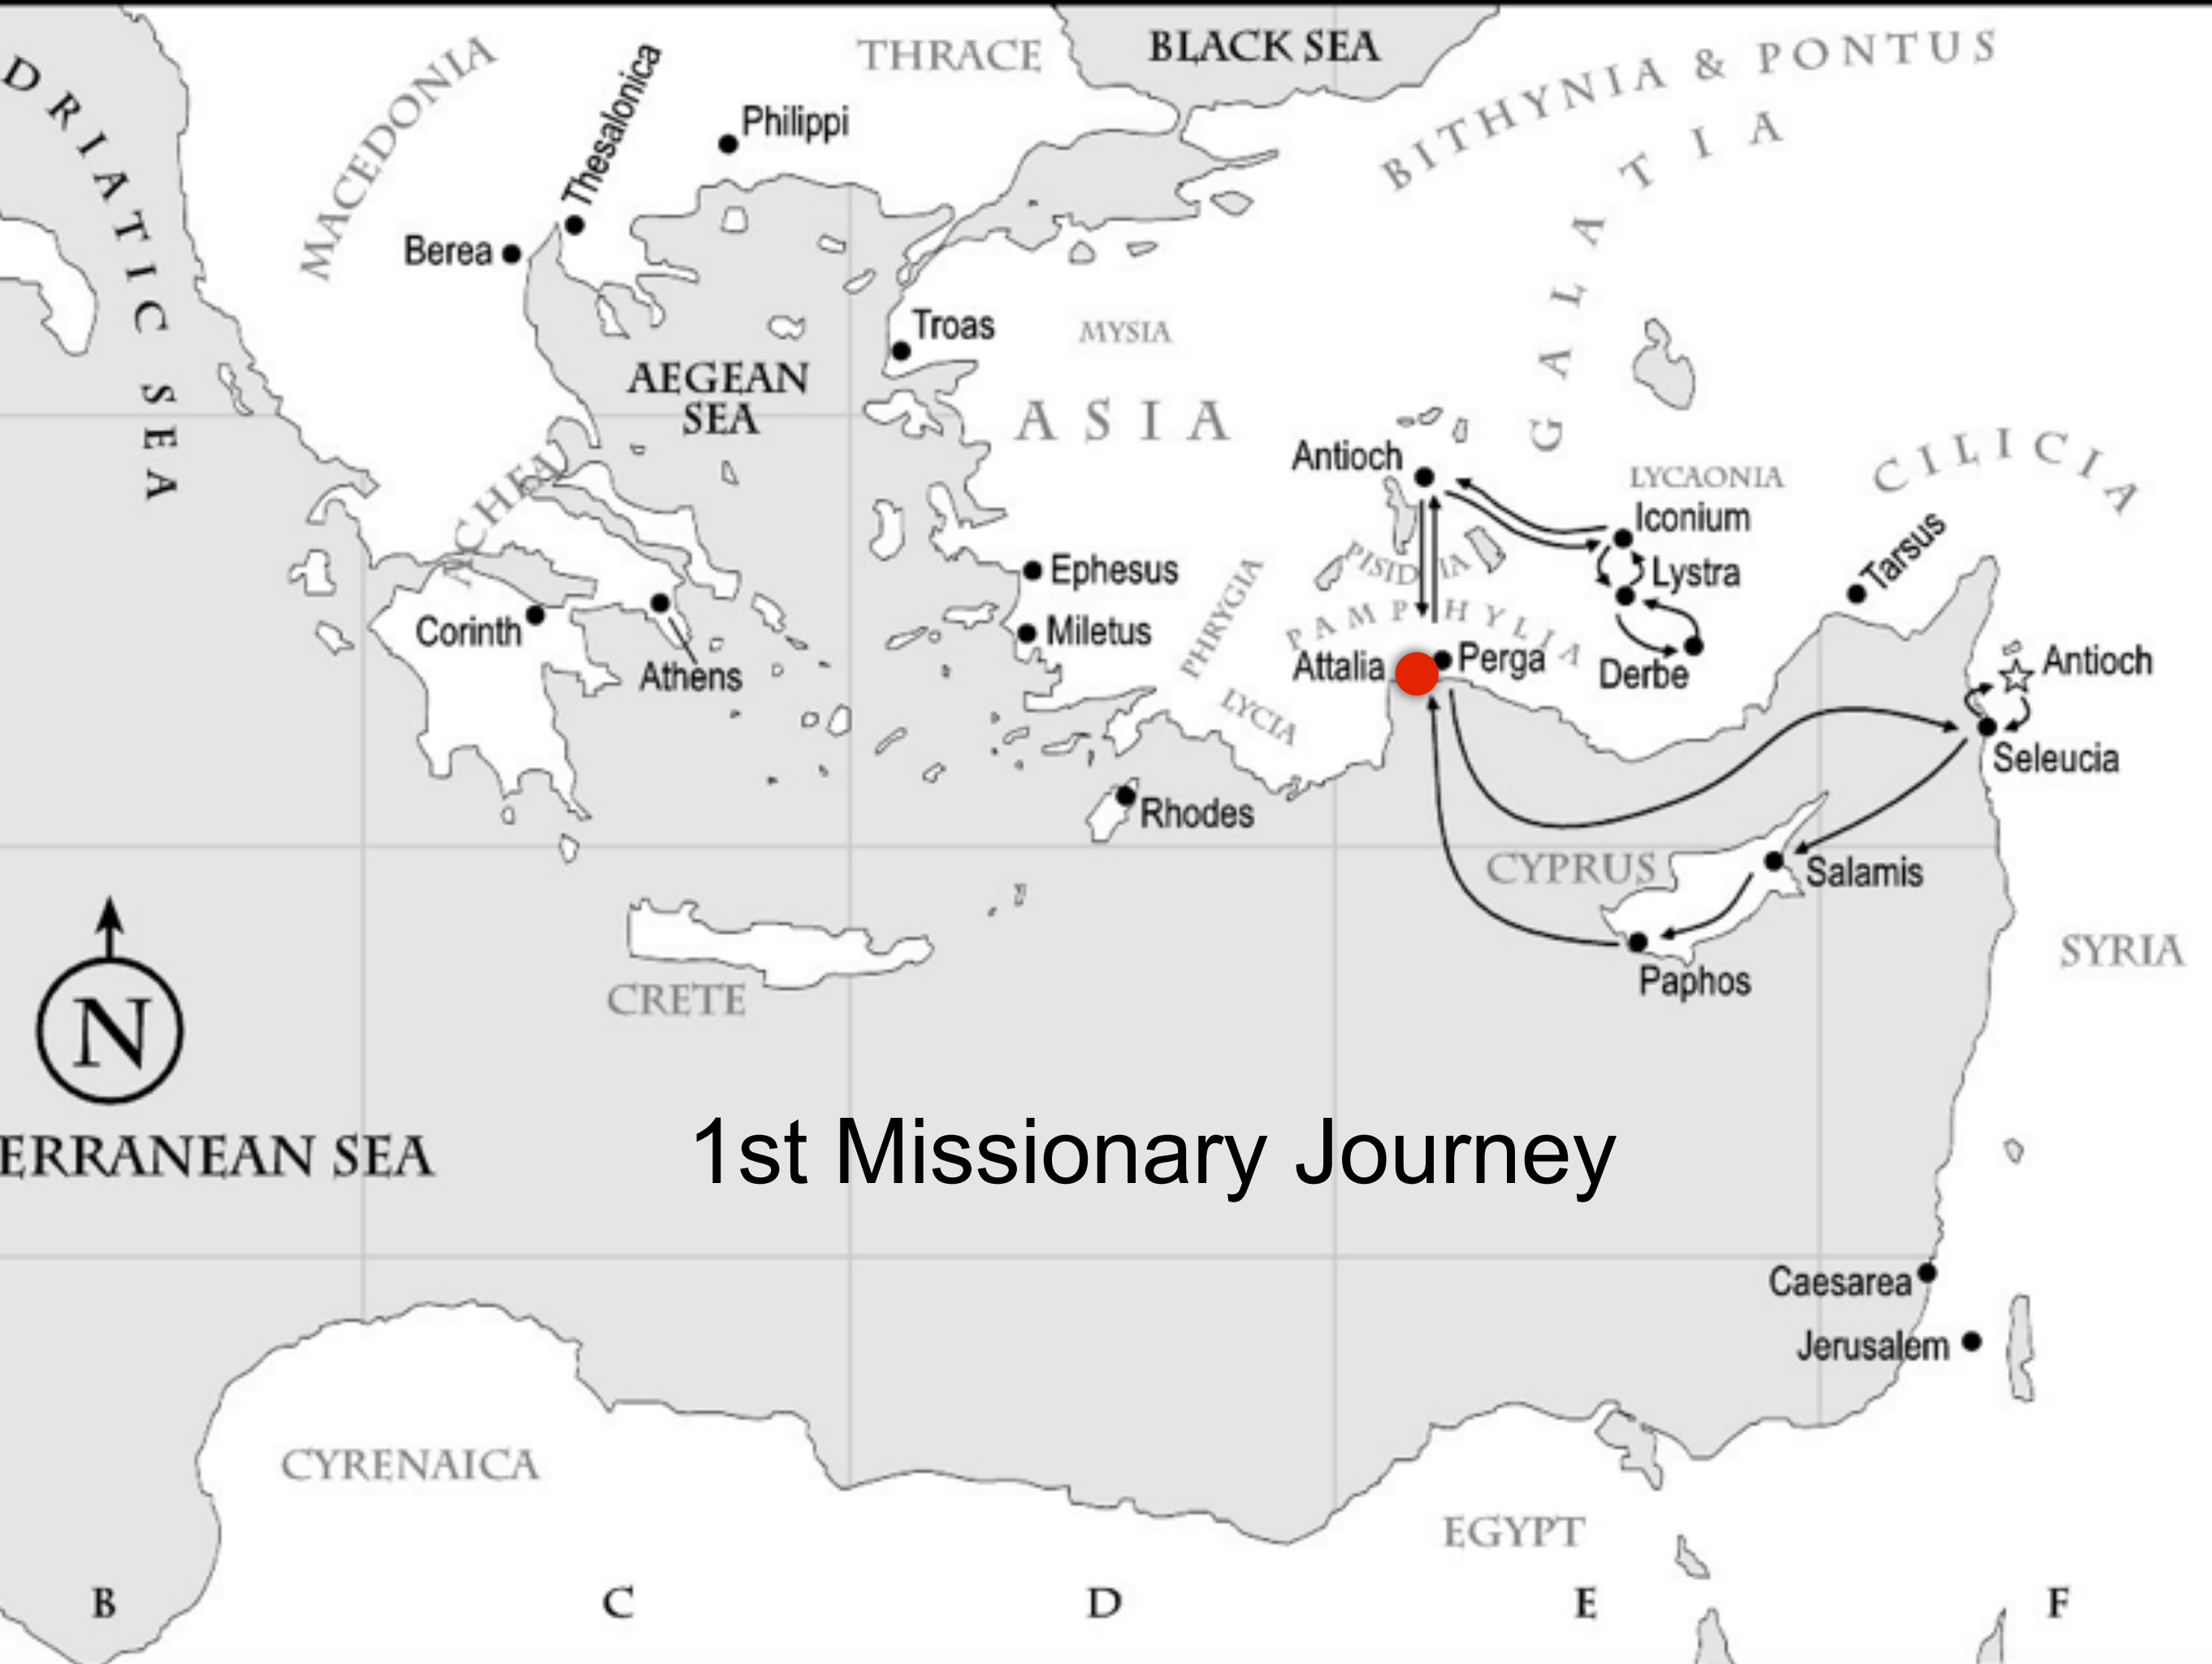 BLACK SEA
THRACE
BITHYNIA & PONTUS
DRIATIC SEA
MACEDONIA
Thesalonica
Philippi
GALATIA
Berea
Troas
MYSIA
AEGEAN
SEA
ASIA
Antioch
LYCAONIA
CILICIA
ACHEA
Iconium
Tarsus
PISIDIA
Ephesus
Lystra
PHRYGIA
PAMPHYLIA
Corinth
Miletus
Athens
Attalia
Perga
Derbe
Antioch
LYCIA
Seleucia
Rhodes
CYPRUS
Salamis
SYRIA
Paphos
CRETE
N
ERRANEAN SEA
1st Missionary Journey
Caesarea
Jerusalem
CYRENAICA
EGYPT
B C D E F